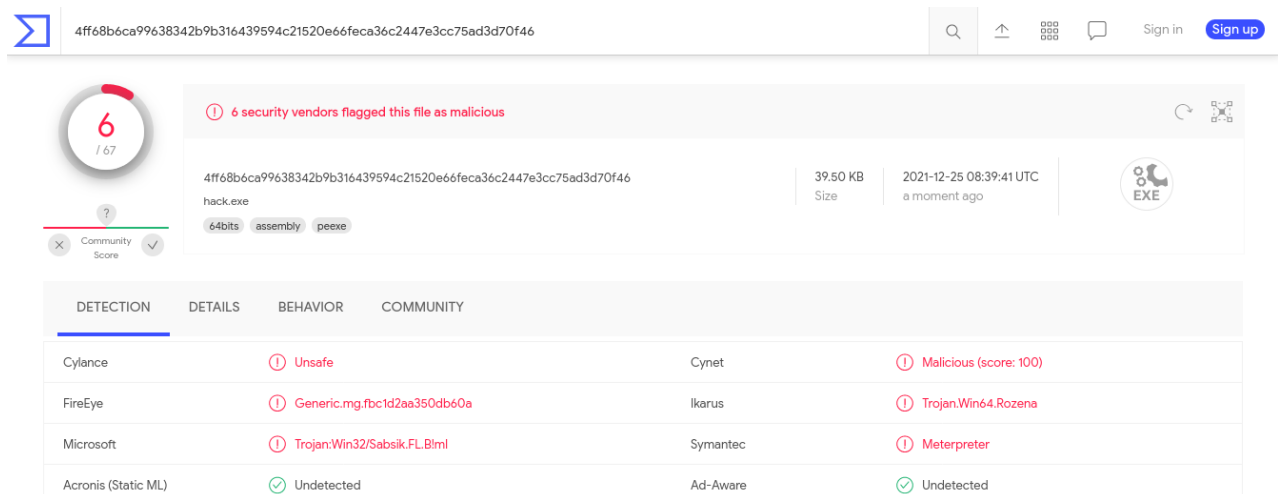 4ff68b6ca99638342b9b316439594c21520e66feca36c2447e3cc75ad3d70f46
Sign in
Sign up
6
/ 67
6 security vendors flagged this file as malicious
4ff68b6ca99638342b9b316439594c21520e66feca36c2447e3cc75ad3d70f46
hack.exe
64bits assembly peexe
39.50 KB
Size
2021-12-25 08:39:41 UTC
a moment ago
EXE
?
Community
Score
DETECTION DETAILS BEHAVIOR COMMUNITY
Cylance Unsafe Cynet Malicious (score: 100)
FireEye Generic.mg.fbc1d2aa350db60a Ikarus Trojan.Win64.Rozena
Microsoft Trojan:Win32/Sabsik.FL.B!ml Symantec Meterpreter
Acronis (Static ML) Undetected Ad-Aware Undetected